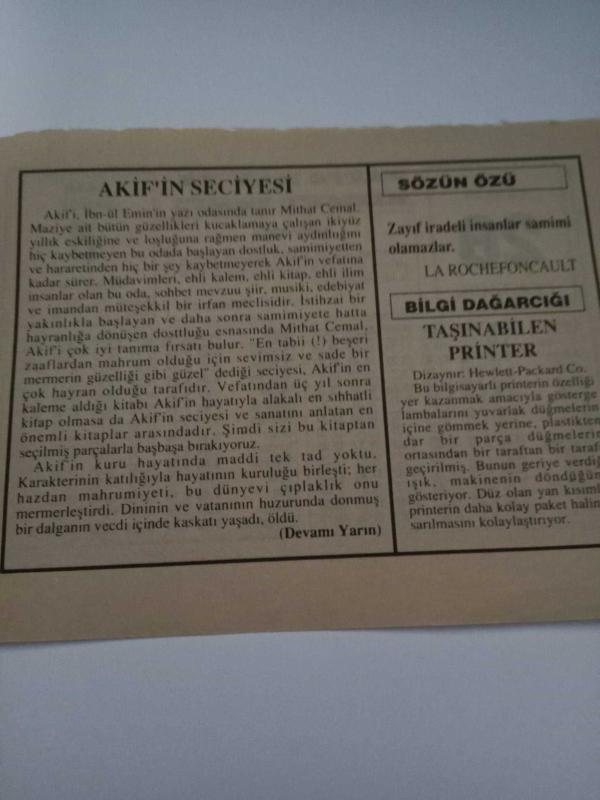 AKİF'İN SECİYESİ
Akif'i, İbn-ül Emin'in yazı odasında tanır Mithat Cemal.
Maziye ait bütün güzellikleri kucaklamaya çalışan ikiyüz
yıllık eskiliğine ve loşluğuna rağmen manevi aydınlığını
hiç kaybetmeyen bu odada başlayan dostluk, samimiyetten
ve hararetinden hiç bir şey kaybetmeyerek Akif'in vefatına
kadar sürer. Müdavimleri, ehli kalem, ehli kitap, ehli ilim
insanlar olan bu oda, sohbet mevzuu şiir, musiki, edebiyat
ve imandan müteşekkil bir irfan meclisidir. İstihzai bir
yakınlıkla başlayan ve daha sonra samimiyete hatta
hayranlığa dönüşen dosttluğu esnasında Mithat Cemal,
Akif'i çok iyi tanıma fırsatı bulur. "En tabii (!) beşeri
zaaflardan mahrum olduğu için sevimsiz ve sade bir
mermerin güzelliği gibi güzel" dediği seciyesi, Akif'in en
çok hayran olduğu tarafıdır. Vefatından üç yıl sonra
kaleme aldığı kitabı Akif'in hayatıyla alakalı en sıhhatli
kitap olmasa da Akif'in seciyesi ve sanatını anlatan en
önemli kitaplar arasındadır. Şimdi sizi bu kitaptan
seçilmiş parçalarla başbaşa bırakıyoruz.
Akif'in kuru hayatında maddi tek tad yoktu.
Karakterinin katılığıyla hayatının kuruluğu birleşti; her
hazdan mahrumiyeti, bu dünyevi çıplaklık onu
mermerleştirdi. Dininin ve vatanının huzurunda donmuş
bir dalganın vecdi içinde kaskatı yaşadı, öldü.
(Devamı Yarın)
SÖZÜN ÖZÜ
Zayıf iradeli insanlar samimi
olamazlar.
LA ROCHEFONCAULT
BİLGİ DAĞARCIĞI
TAŞINABİLEN
PRİNTER
Dizaynır: Hewlett-Packard Co.
Bu bilgisayarlı printerin özelliği
yer kazanmak amacıyla gösterge
lambalarını yuvarlak düğmelerin
içine gömmek yerine, plastikten
dar bir parça düğmelerin
ortasından bir taraftan bir taraf
geçirilmiş. Bunun geriye verdiğ
ışık, makinenin döndüğün
gösteriyor. Düz olan yan kısıml
printerin daha kolay paket halin
sarılmasını kolaylaştırıyor.